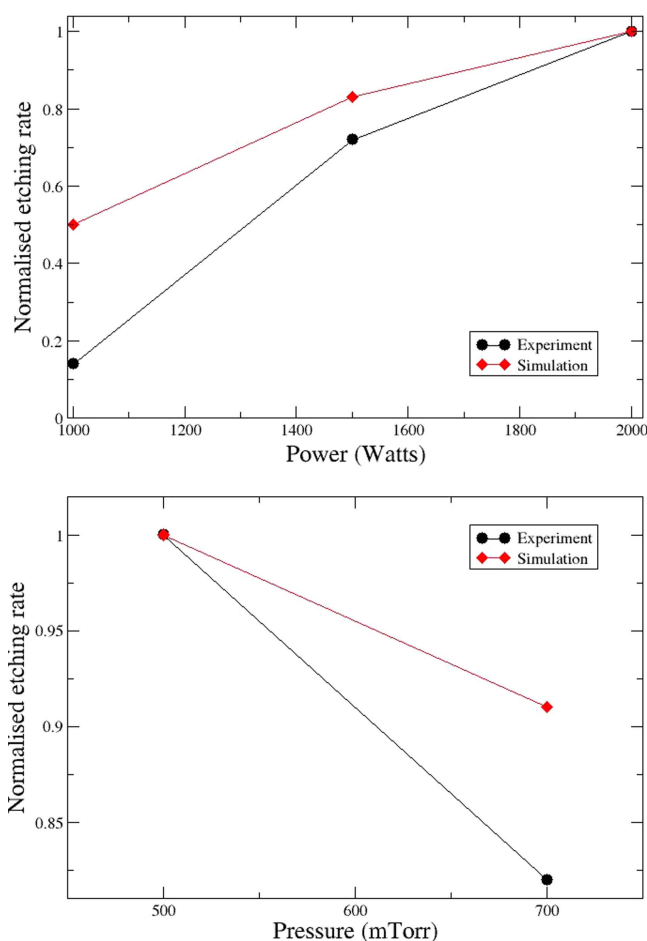 1
0.8
0.6
0.4
0.2
0
Normalised etching rate
Experiment
Simulation
1000
1200
1400
1600
1800
2000
Power (Watts)
1
0.95
0.9
0.85
Normalised etching rate
Experiment
Simulation
500
600
700
Pressure (mTorr)